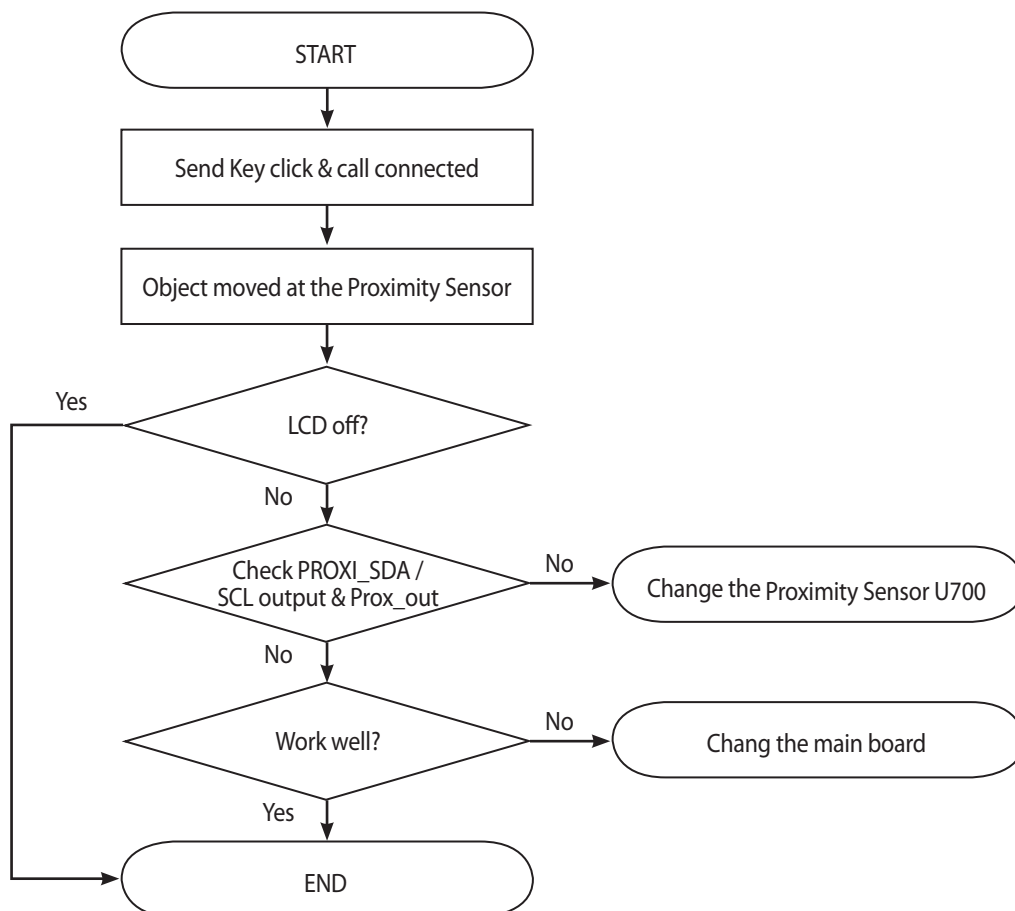 START
Send Key click & call connected
Object moved at the Proximity Sensor
Yes
LCD off?
No
Check PROXI_SDA /
SCL output & Prox_out
No
Change the Proximity Sensor U700
No
Work well?
No
Chang the main board
Yes
END